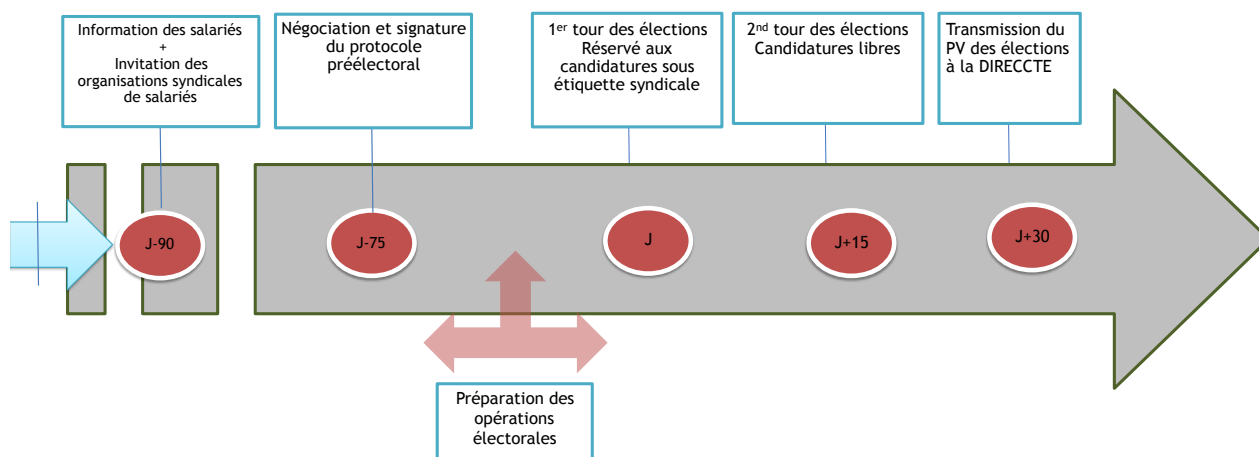 Information des salariés
+
Invitation des
organisations syndicales
de salariés
Négociation et signature
du protocole
préélectoral
1er tour des élections
Réservé aux
candidatures sous
étiquette syndicale
2nd tour des élections
Candidatures libres
Transmission du
PV des élections
à la DIRECCTE
J-90
J-75
J
J+15
J+30
Préparation des
opérations
électorales